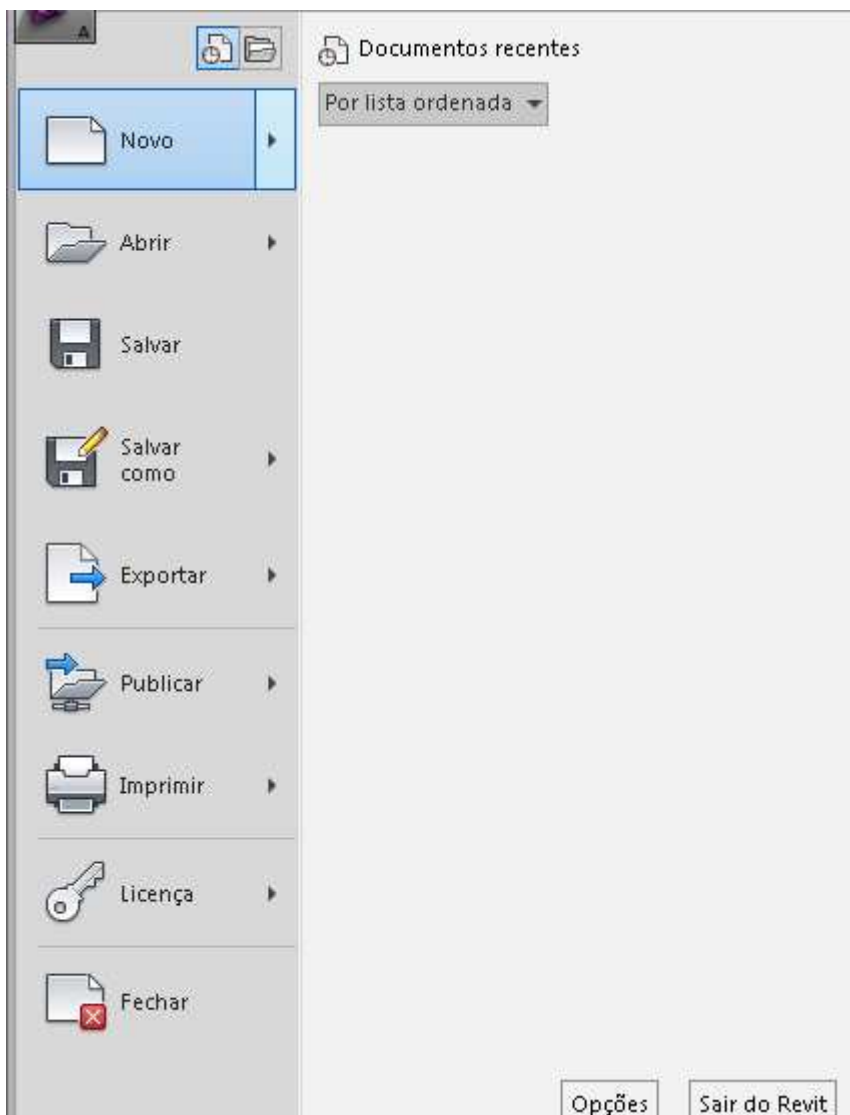 Documentos recentes
Por lista ordenada
Novo
Abrir
Salvar
Salvar
como
Exportar
Publicar
Imprimir
Licença
Fechar
Opções
Sair do Revit